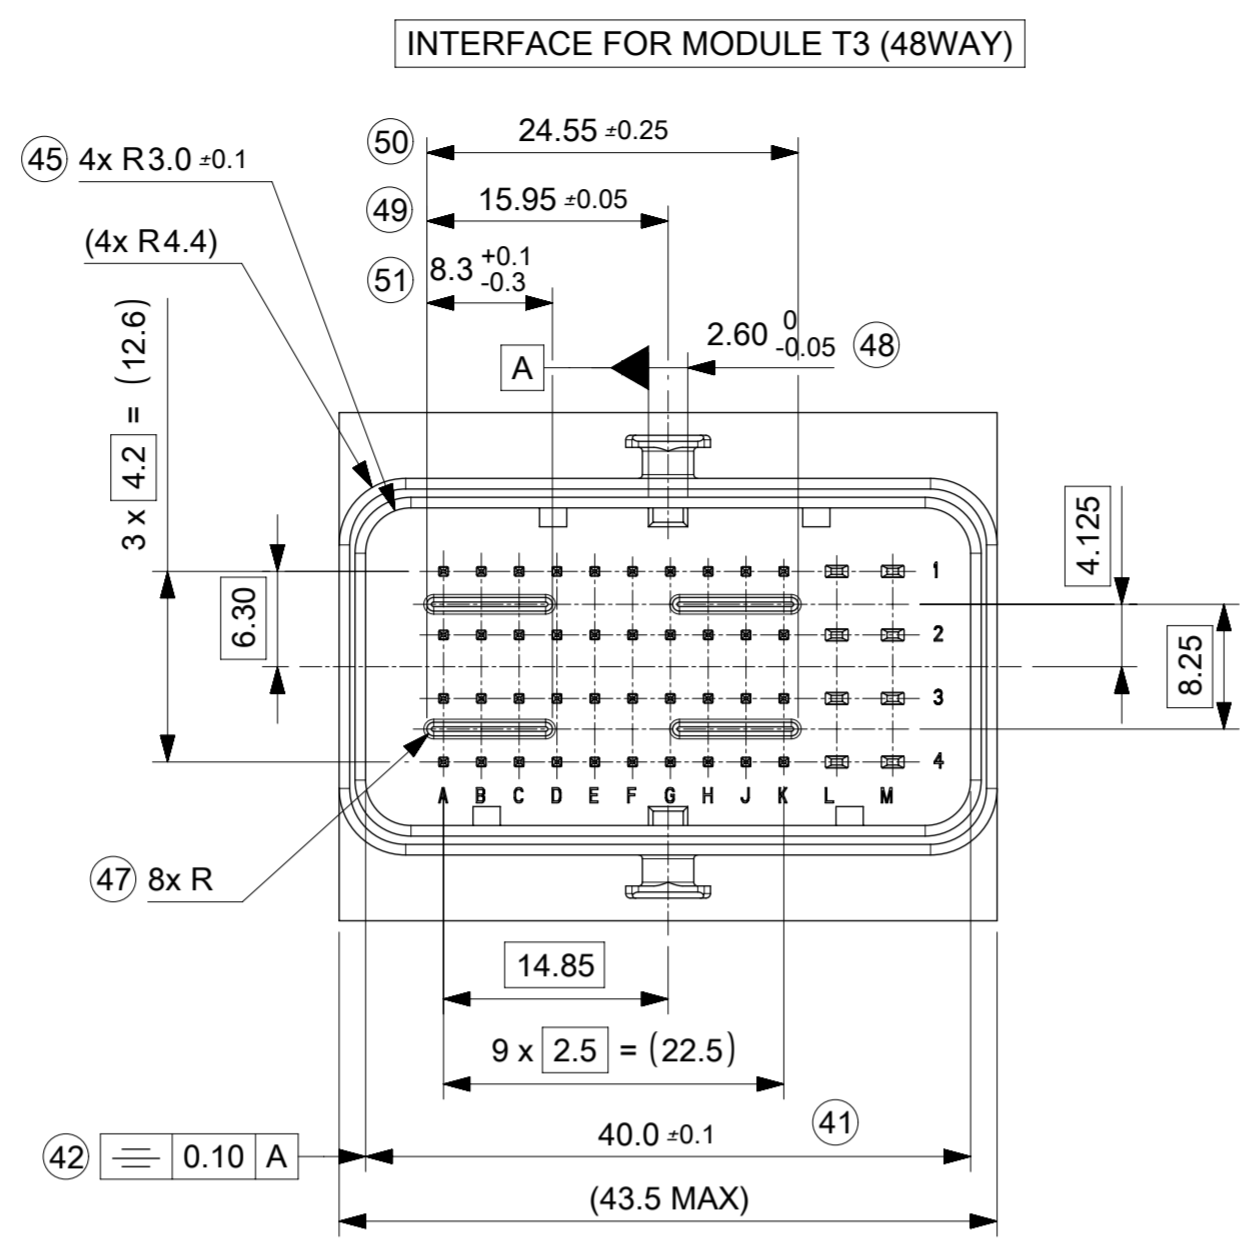 INTERFACE FOR MODULE T3 (48WAY)
50 24.55 ±0.25
45 4x R3.0 ±0.1
49 15.95 ±0.05
(4x R4.4)
51 8.3 +0.1 -0.3
2.60 0 -0.05 48
A
3 x 4.2 = (12.6)
6.30
4.125
8.25
1
2
3
4
A B C D E F G H J K L M
47 8x R
14.85
9 x 2.5 = (22.5)
40.0 ±0.1 41
42 0.10 A
(43.5 MAX)